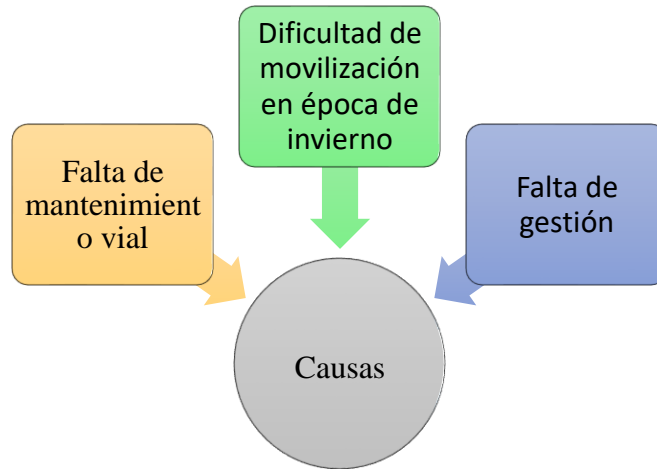 Dificultad de
movilización
en época de
invierno
Falta de
mantenimient
o vial
Falta de
gestión
Causas